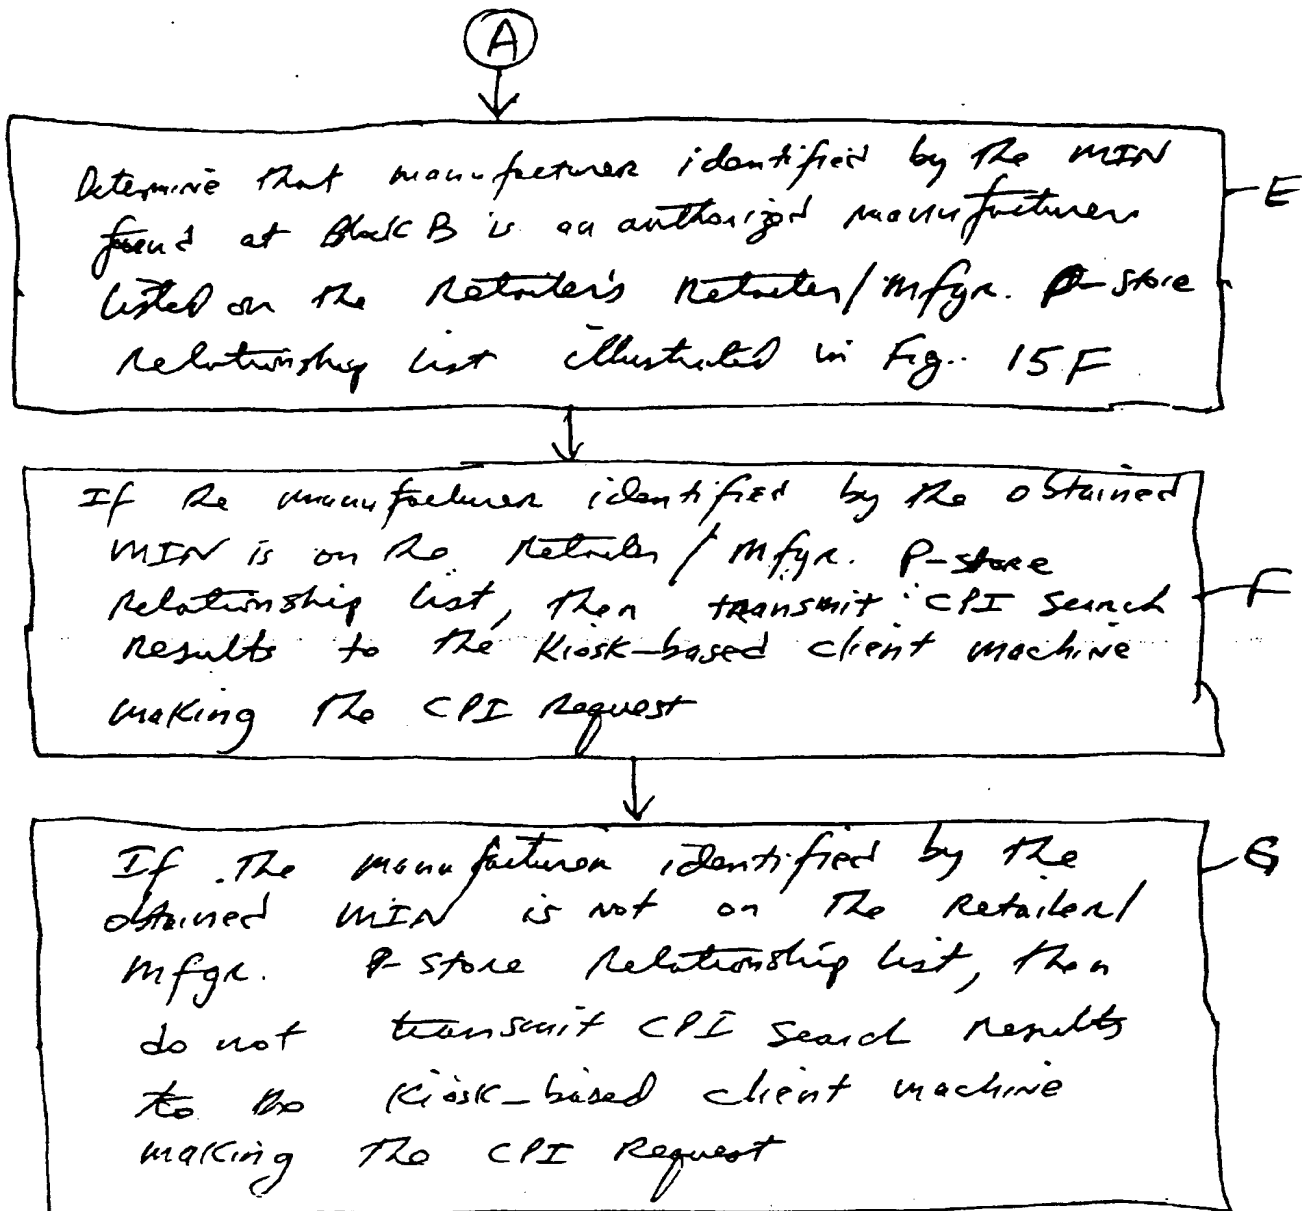 A
Determine that manufacturer identified by the MIN
found at Block B is an authorized manufacturer
listed on the Retailer's Retailer/Mfgr. P-Store
Relationship List illustrated in Fig. 15F
E
If the manufacturer identified by the obtained
MIN is on the Retailer/Mfgr. P-Store
Relationship List, then transmit CPI Search
Results to the Kiosk-based client machine
making the CPI Request
F
If the manufacturer identified by the
obtained MIN is not on the Retailer/
Mfgr. P-Store Relationship List, then
do not transmit CPI Search Results
to the Kiosk-based client machine
making the CPI Request
G